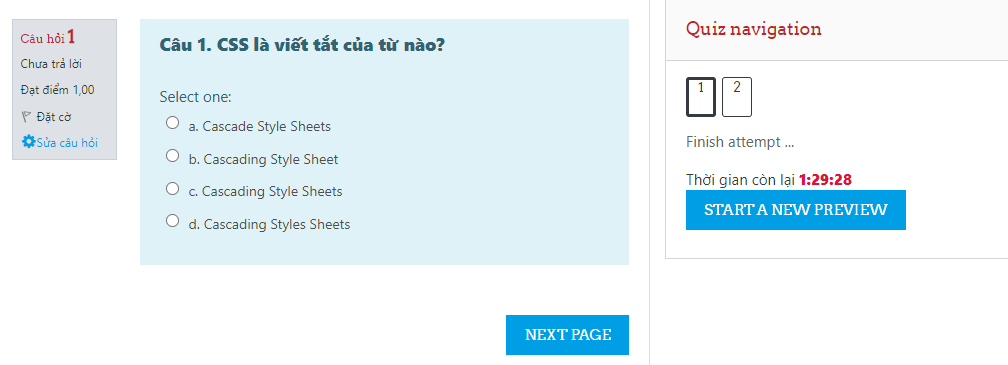 Câu hỏi 1
Chưa trả lời
Đạt điểm 1,00
Đặt cờ
Sửa câu hỏi
Câu 1. CSS là viết tắt của từ nào?
Select one:
a. Cascade Style Sheets
b. Cascading Style Sheet
c. Cascading Style Sheets
d. Cascading Styles Sheets
NEXT PAGE
Quiz navigation
1 2
Finish attempt ...
Thời gian còn lại 1:29:28
START A NEW PREVIEW